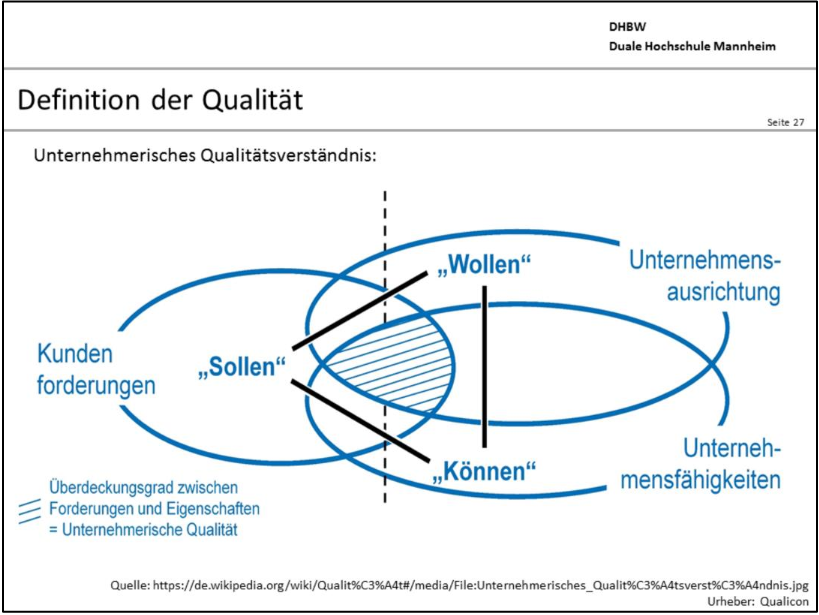 DHBW
Duale Hochschule Mannheim
Definition der Qualität
Seite 27
Unternehmerisches Qualitätsverständnis:
„Wollen“
Unternehmens-
ausrichtung
Kunden
forderungen
„Sollen“
„Können“
Unterneh-
mensfähigkeiten
Überdeckungsgrad zwischen
Forderungen und Eigenschaften
= Unternehmerische Qualität
Quelle: https://de.wikipedia.org/wiki/Qualit%C3%A4t#/media/File:Unternehmerisches_Qualit%C3%A4tsverst%C3%A4ndnis.jpg
Urheber: Qualicon